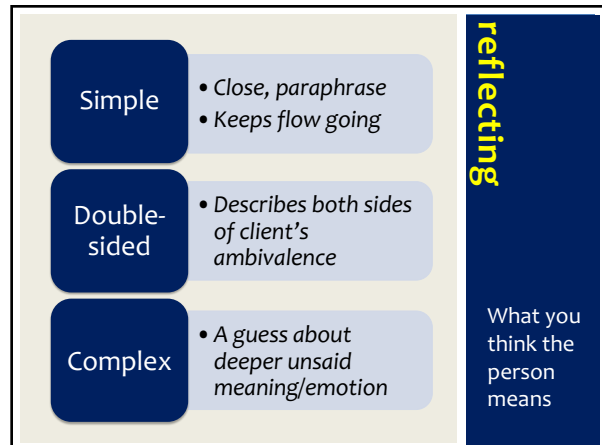 Simple
• Close, paraphrase
• Keeps flow going
Double-
sided
• Describes both sides
of client's
ambivalence
Complex
• A guess about
deeper unsaid
meaning/emotion
reflecting
What you
think the
person
means